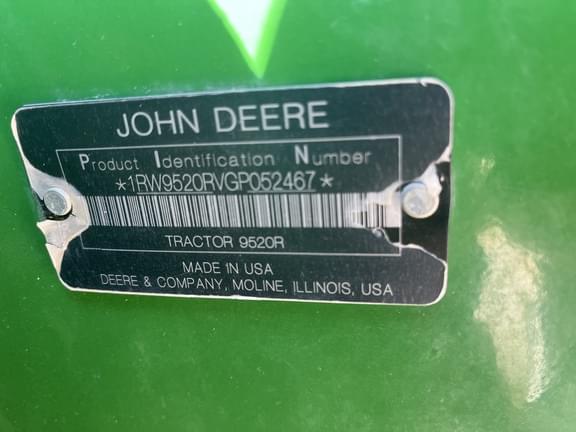 JOHN DEERE
Product Identification Number
*1RW9520RVGP052467*
TRACTOR 9520R
MADE IN USA
DEERE & COMPANY, MOLINE, ILLINOIS, USA